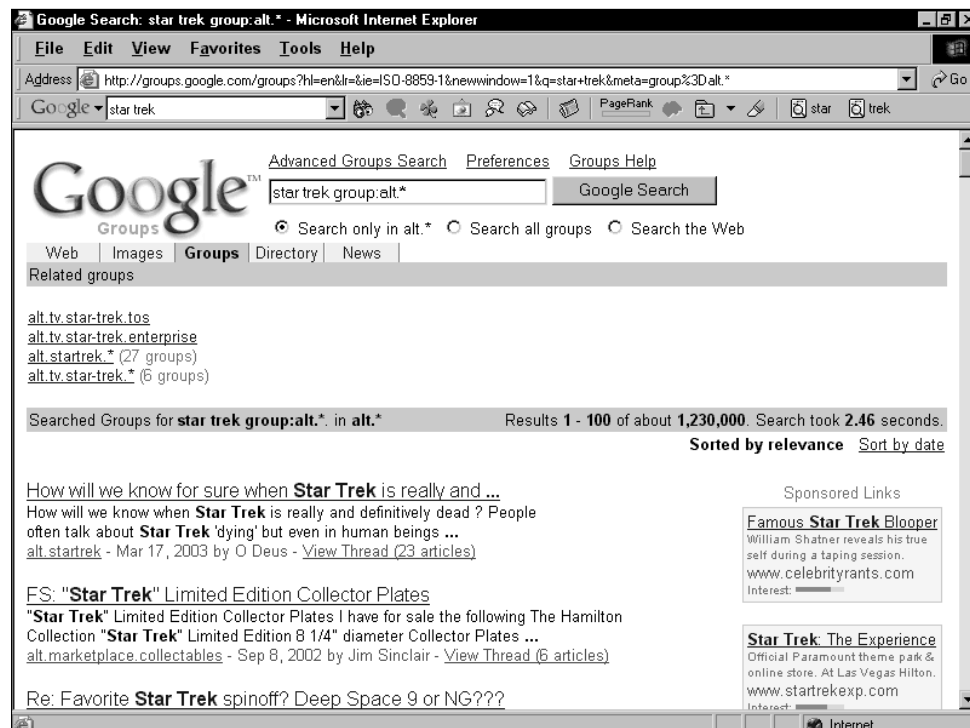 Google Search: star trek group:alt.* - Microsoft Internet Explorer
File Edit View Favorites Tools Help
Address http://groups.google.com/groups?hl=en&lr=&ie=ISO-8859-1&newwindow=1&q=star+trek&meta=group%3Dalt.* Go
Google star trek PageRank star trek
Advanced Groups Search Preferences Groups Help
Google™
Groups
star trek group:alt.* Google Search
Search only in alt.* Search all groups Search the Web
Web Images Groups Directory News
Related groups
alt.tv.star-trek.tos
alt.tv.star-trek.enterprise
alt.startrek.* (27 groups)
alt.tv.star-trek.* (6 groups)
Searched Groups for star trek group:alt.*. in alt.* Results 1 - 100 of about 1,230,000. Search took 2.46 seconds.
Sorted by relevance Sort by date
How will we know for sure when Star Trek is really and ...
How will we know when Star Trek is really and definitively dead ? People
often talk about Star Trek 'dying' but even in human beings ...
alt.startrek - Mar 17, 2003 by O Deus - View Thread (23 articles)
FS: "Star Trek" Limited Edition Collector Plates
"Star Trek" Limited Edition Collector Plates I have for sale the following The Hamilton
Collection "Star Trek" Limited Edition 8 1/4" diameter Collector Plates ...
alt.marketplace.collectables - Sep 8, 2002 by Jim Sinclair - View Thread (6 articles)
Re: Favorite Star Trek spinoff? Deep Space 9 or NG???
Sponsored Links
Famous Star Trek Blooper
William Shatner reveals his true
self during a taping session.
www.celebrityrants.com
Interest:
Star Trek: The Experience
Official Paramount theme park &
online store. At Las Vegas Hilton.
www.startrekexp.com
Interest:
Internet